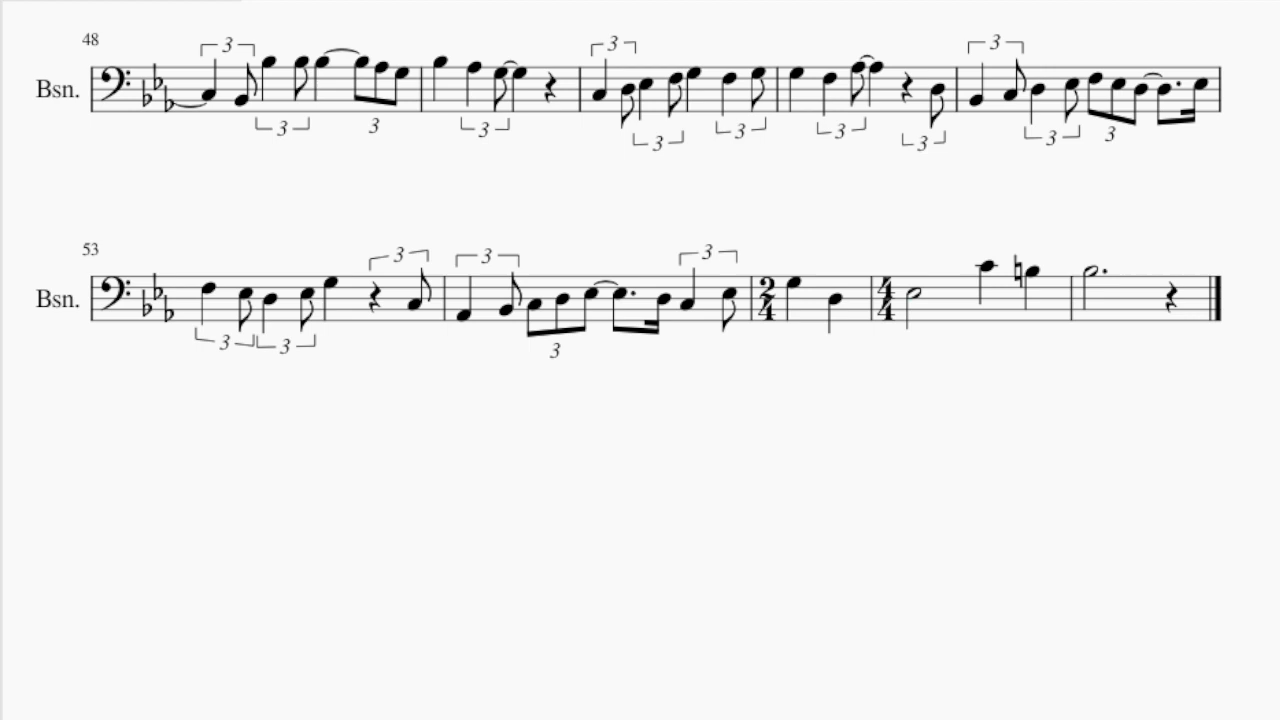 48 3 3 3
Bsn.
3 3 3 3 3 3 3 3 3
53 3 3 3
Bsn. 2 4
4 4
3 3 3